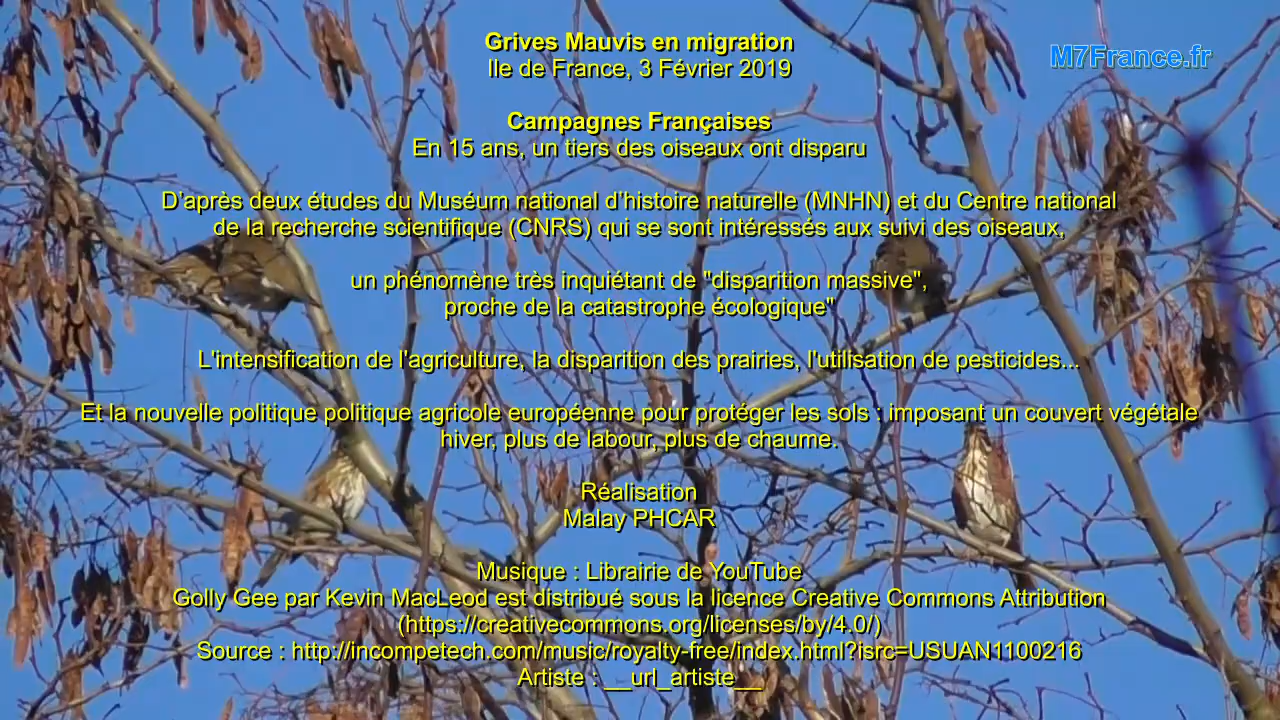 Grives Mauvis en migration
M7France.fr
Ile de France, 3 Février 2019
Campagnes Françaises
En 15 ans, un tiers des oiseaux ont disparu
D'après deux études du Muséum national d'histoire naturelle (MNHN) et du Centre national
de la recherche scientifique (CNRS) qui se sont intéressés aux suivi des oiseaux,
un phénomène très inquiétant de "disparition massive",
proche de la catastrophe écologique"
L'intensification de l'agriculture, la disparition des prairies, l'utilisation de pesticides...
Et la nouvelle politique politique agricole européenne pour protéger les sols : imposant un couvert végétale
hiver, plus de labour, plus de chaume.
Réalisation
Malay PHCAR
Musique : Librairie de YouTube
Golly Gee par Kevin MacLeod est distribué sous la licence Creative Commons Attribution
(https://creativecommons.org/licenses/by/4.0/)
Source : http://incompetech.com/music/royalty-free/index.html?isrc=USUAN1100216
Artiste : __url_artiste__